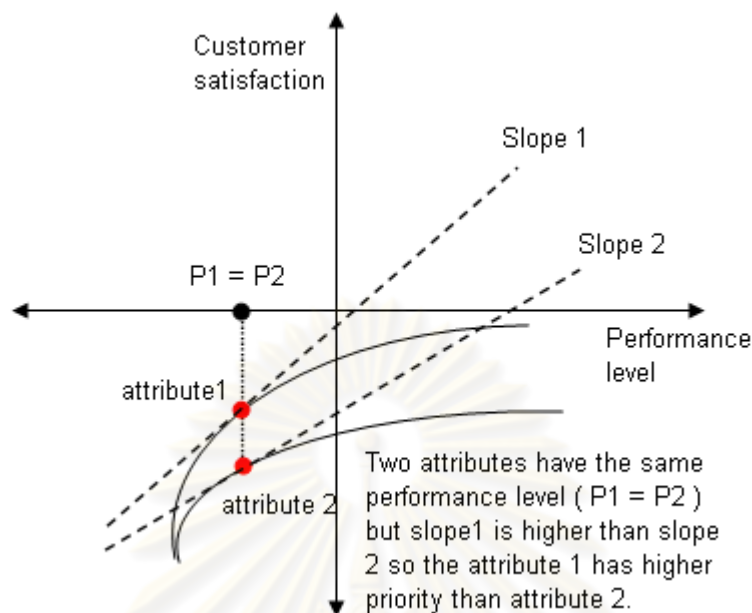 Customer
satisfaction
Slope 1
Slope 2
P1 = P2
Performance
level
attribute1
attribute 2
Two attributes have the same
performance level ( P1 = P2 )
but slope1 is higher than slope
2 so the attribute 1 has higher
priority than attribute 2.